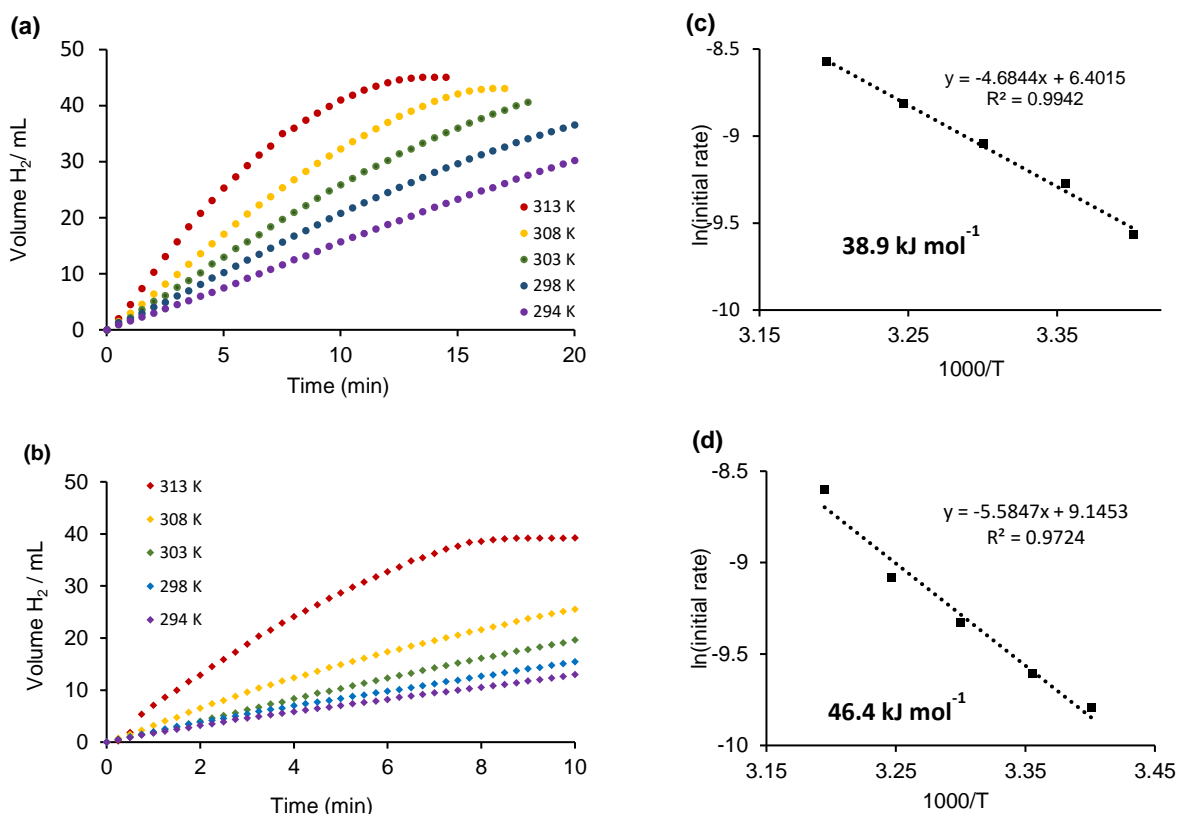 (a)
50
40
30
20
10
0
Volume H2/ mL
0 5 10 15 20
Time (min)
313 K
308 K
303 K
298 K
294 K
(c)
-8.5
-9
-9.5
-10
ln(initial rate)
y = -4.6844x + 6.4015
R² = 0.9942
38.9 kJ mol-1
3.15 3.25 3.35
1000/T
(b)
50
40
30
20
10
0
Volume H2 / mL
313 K
308 K
303 K
298 K
294 K
0 2 4 6 8 10
Time (min)
(d)
-8.5
-9
-9.5
-10
ln(initial rate)
y = -5.5847x + 9.1453
R² = 0.9724
46.4 kJ mol-1
3.15 3.25 3.35 3.45
1000/T